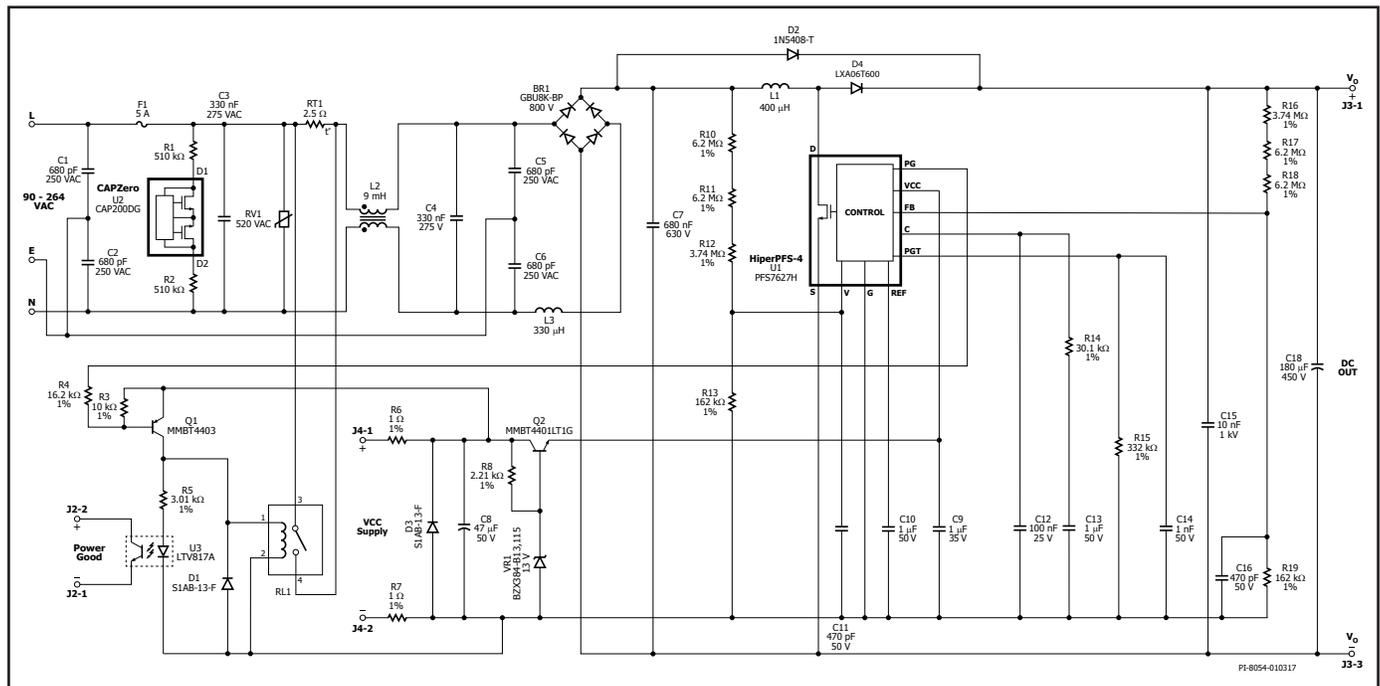 D2
1N5408-T
D4
LXA06T600
VO
+
J3-1
L1
400 µH
BR1
GBU8K-BP
800 V
C3
330 nF
275 VAC
F1
5 A
RT1
2.5 Ω
t°
L
R1
510 kΩ
C1
680 pF
250 VAC
90 - 264
VAC
CAPZero
U2
CAP200DG
D1
D2
RV1
520 VAC
L2
9 mH
C4
330 nF
275 V
C5
680 pF
250 VAC
C2
680 pF
250 VAC
E
R2
510 kΩ
N
C6
680 pF
250 VAC
L3
330 µH
C7
680 nF
630 V
R10
6.2 MΩ
1%
R11
6.2 MΩ
1%
R12
3.74 MΩ
1%
HiperPFS-4
U1
PFS7627H
D
CONTROL
PG
VCC
FB
C
PGT
S
V
G
REF
R16
3.74 MΩ
1%
R17
6.2 MΩ
1%
R18
6.2 MΩ
1%
R14
30.1 kΩ
1%
C18
180 µF
450 V
DC
OUT
R4
16.2 kΩ
1%
R3
10 kΩ
1%
Q1
MMBT4403
J4-1
+
R6
1 Ω
1%
Q2
MMBT4401LT1G
R13
162 kΩ
1%
C15
10 nF
1 kV
R15
332 kΩ
1%
R8
2.21 kΩ
1%
R5
3.01 kΩ
1%
J2-2
+
Power
Good
–
J2-1
U3
LTV817A
D1
S1AB-13-F
3
1
2
4
RL1
VCC
Supply
D3
S1AB-13-F
C8
47 µF
50 V
VR1
BZX384-B13,115
13 V
C10
1 µF
50 V
C9
1 µF
35 V
C12
100 nF
25 V
C13
1 µF
50 V
C14
1 nF
50 V
C16
470 pF
50 V
R19
162 kΩ
1%
R7
1 Ω
1%
–
J4-2
C11
470 pF
50 V
VO
–
J3-3
PI-8054-010317